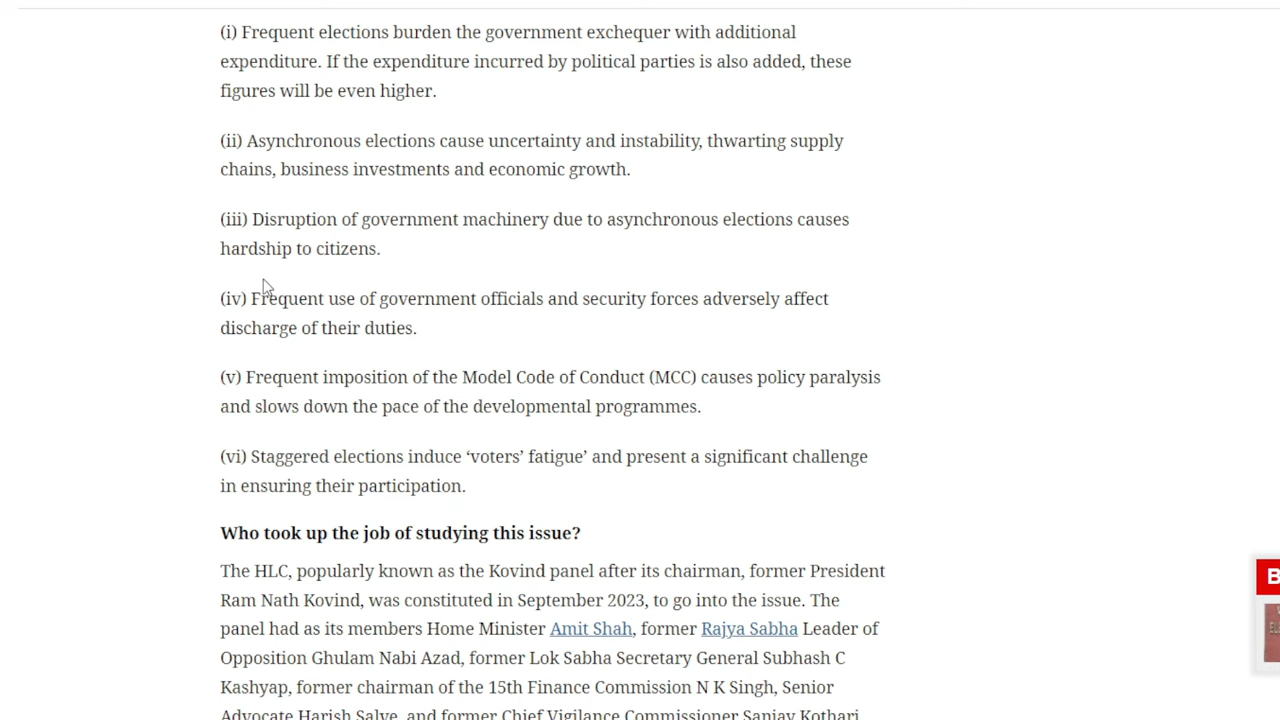 (i) Frequent elections burden the government exchequer with additional
expenditure. If the expenditure incurred by political parties is also added, these
figures will be even higher.
(ii) Asynchronous elections cause uncertainty and instability, thwarting supply
chains, business investments and economic growth.
(iii) Disruption of government machinery due to asynchronous elections causes
hardship to citizens.
(iv) Frequent use of government officials and security forces adversely affect
discharge of their duties.
(v) Frequent imposition of the Model Code of Conduct (MCC) causes policy paralysis
and slows down the pace of the developmental programmes.
(vi) Staggered elections induce ‘voters’ fatigue’ and present a significant challenge
in ensuring their participation.
Who took up the job of studying this issue?
The HLC, popularly known as the Kovind panel after its chairman, former President
Ram Nath Kovind, was constituted in September 2023, to go into the issue. The
panel had as its members Home Minister Amit Shah, former Rajya Sabha Leader of
Opposition Ghulam Nabi Azad, former Lok Sabha Secretary General Subhash C
Kashyap, former chairman of the 15th Finance Commission N K Singh, Senior
Advocate Harish Salve, and former Chief Vigilance Commissioner Sanjay Kothari.